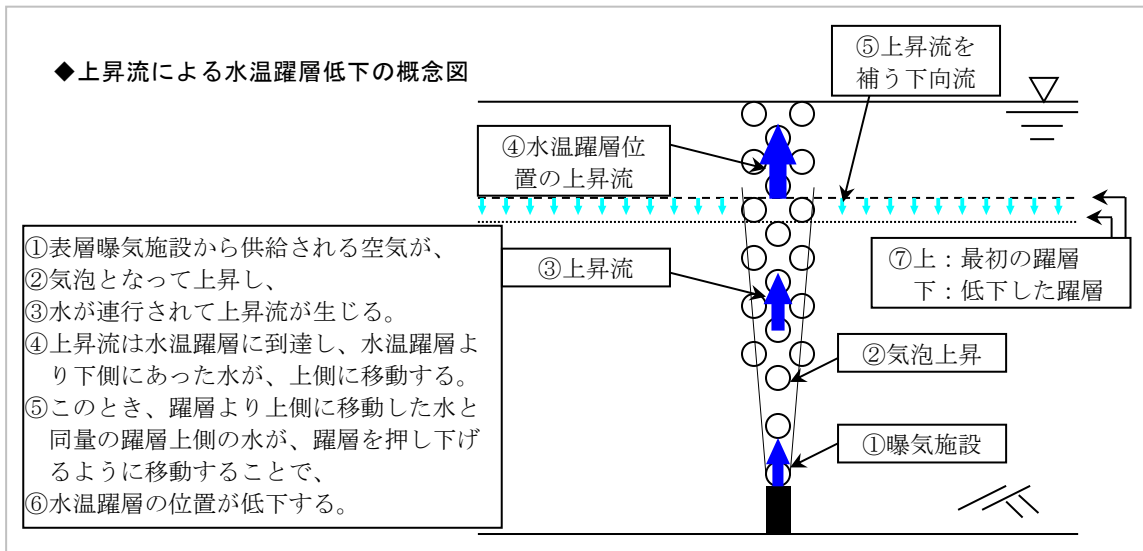 ◆上昇流による水温躍層低下の概念図
⑤上昇流を
補う下向流
④水温躍層位
置の上昇流
①表層曝気施設から供給される空気が、
②気泡となって上昇し、
③水が連行されて上昇流が生じる。
④上昇流は水温躍層に到達し、水温躍層よ
り下側にあった水が、上側に移動する。
⑤このとき、躍層より上側に移動した水と
同量の躍層上側の水が、躍層を押し下げ
るように移動することで、
⑥水温躍層の位置が低下する。
③上昇流
⑦上：最初の躍層
下：低下した躍層
②気泡上昇
①曝気施設